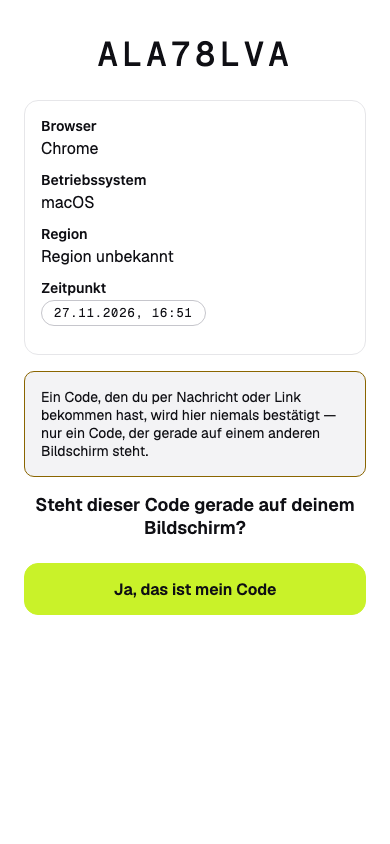 ALA78LVA
Browser
Chrome
Betriebssystem
macOS
Region
Region unbekannt
Zeitpunkt
27.11.2026, 16:51
Ein Code, den du per Nachricht oder Link
bekommen hast, wird hier niemals bestätigt —
nur ein Code, der gerade auf einem anderen
Bildschirm steht.
Steht dieser Code gerade auf deinem
Bildschirm?
Ja, das ist mein Code